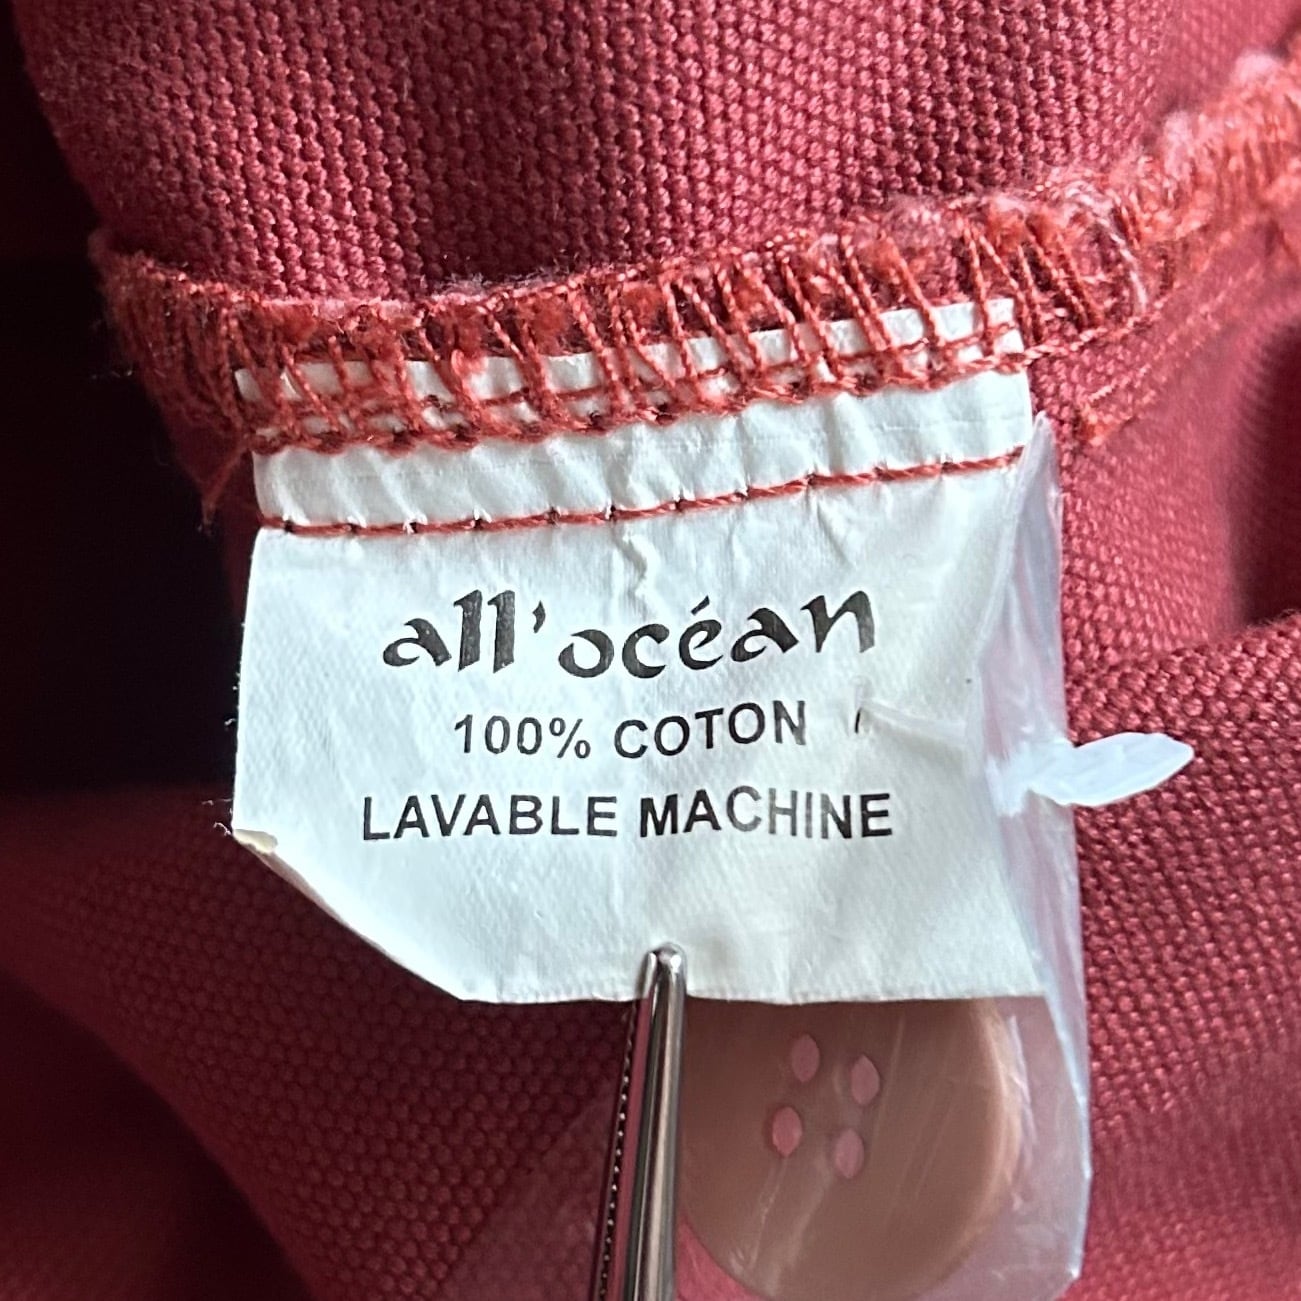 all'océan
100% COTON
LAVABLE MACHINE